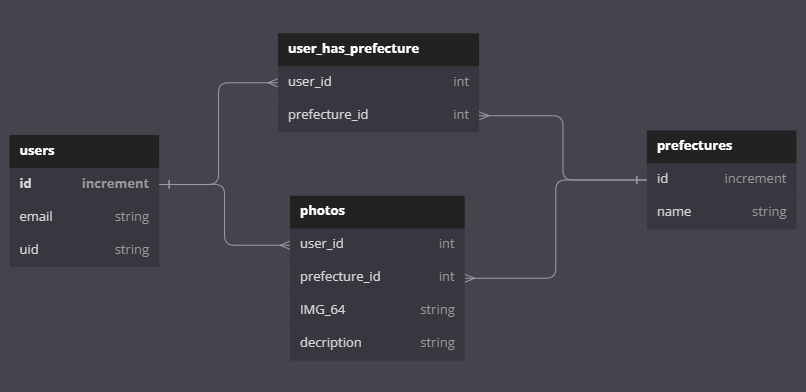 user_has_prefecture
user_id int
prefecture_id int
users
id increment
email string
uid string
prefectures
id increment
name string
photos
user_id int
prefecture_id int
IMG_64 string
decription string